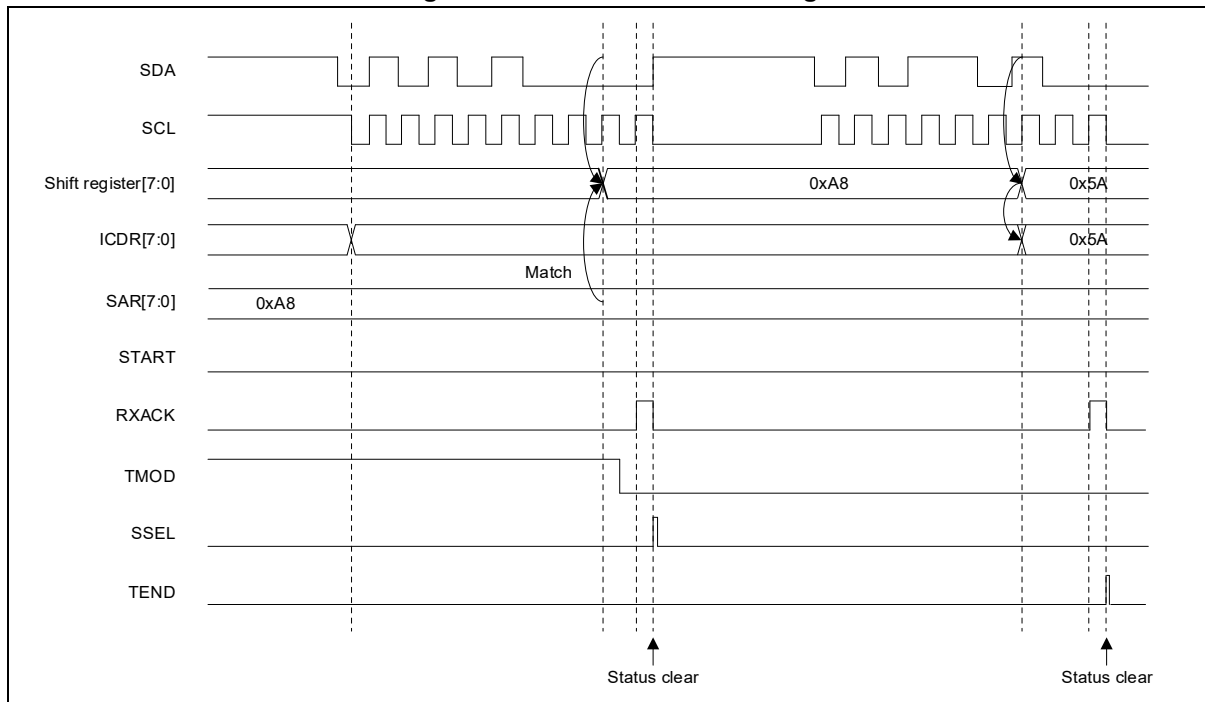 SDA
SCL
Shift register[7:0]
0xA8
0x5A
ICDR[7:0]
0x5A
Match
SAR[7:0]
0xA8
START
RXACK
TMOD
SSEL
TEND
Status clear
Status clear